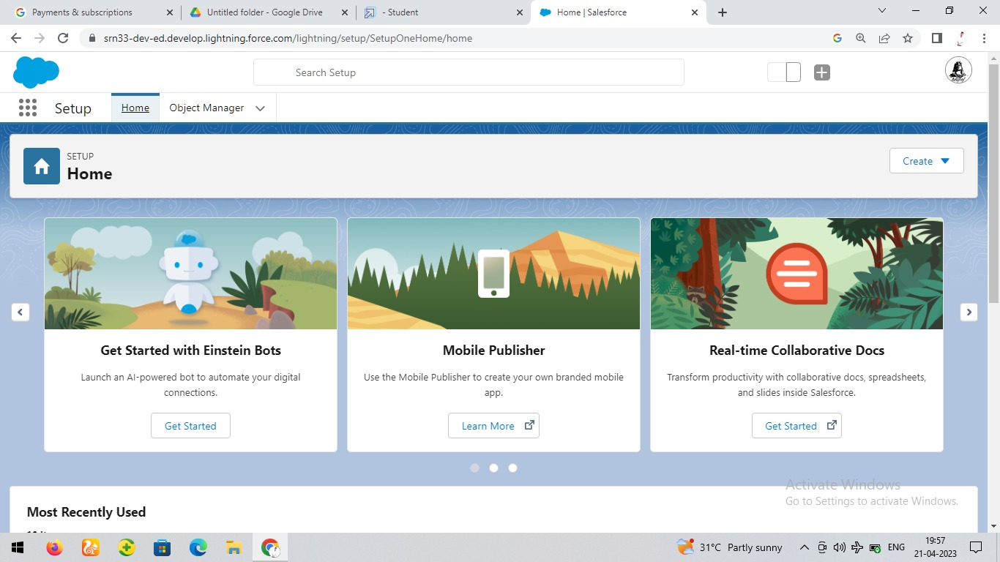 Payments & subscriptions
Untitled folder - Google Drive
- Student
Home | Salesforce
srn33-dev-ed.develop.lightning.force.com/lightning/setup/SetupOneHome/home
Search Setup
Setup
Home
Object Manager
SETUP
Home
Create
Get Started with Einstein Bots
Launch an AI-powered bot to automate your digital
connections.
Get Started
Mobile Publisher
Use the Mobile Publisher to create your own branded mobile
app.
Learn More
Real-time Collaborative Docs
Transform productivity with collaborative docs, spreadsheets,
and slides inside Salesforce.
Get Started
Most Recently Used
Activate Windows
Go to Settings to activate Windows.
31°C Partly sunny
ENG
19:57
21-04-2023